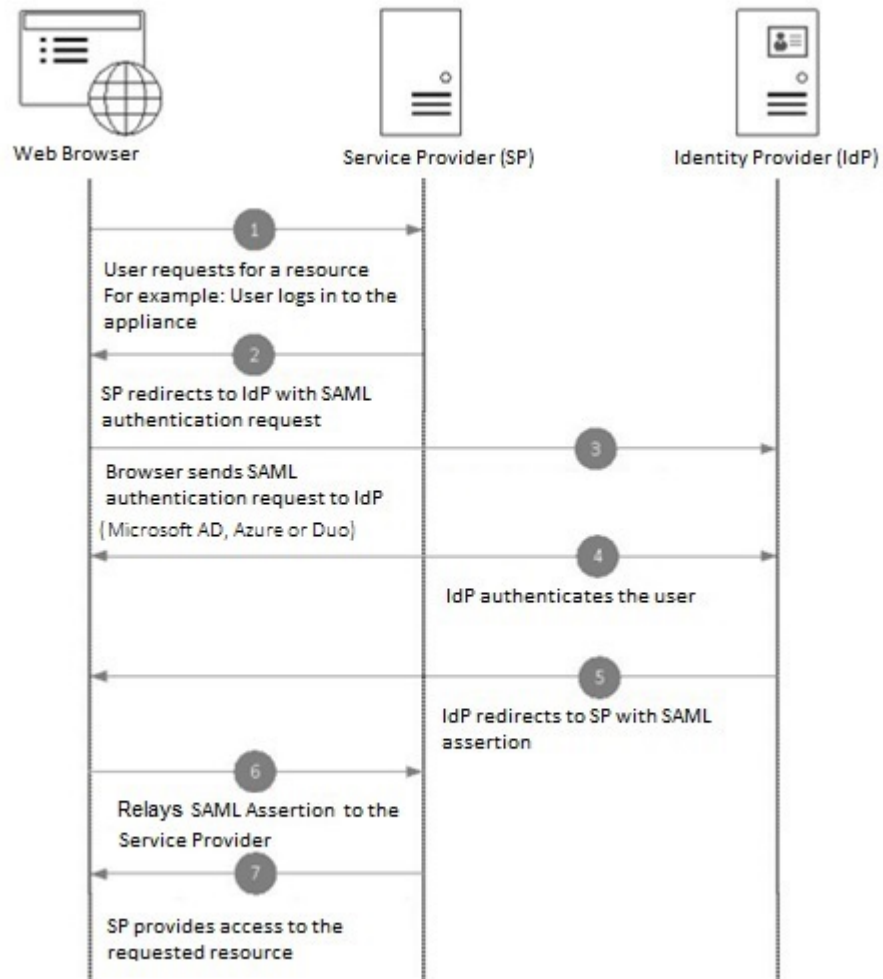 Web Browser
Service Provider (SP)
Identity Provider (IdP)
1
User requests for a resource
For example: User logs in to the
appliance
2
SP redirects to IdP with SAML
authentication request
3
Browser sends SAML
authentication request to IdP
(Microsoft AD, Azure or Duo)
4
IdP authenticates the user
5
IdP redirects to SP with SAML
assertion
6
Relays SAML Assertion to the
Service Provider
7
SP provides access to the
requested resource